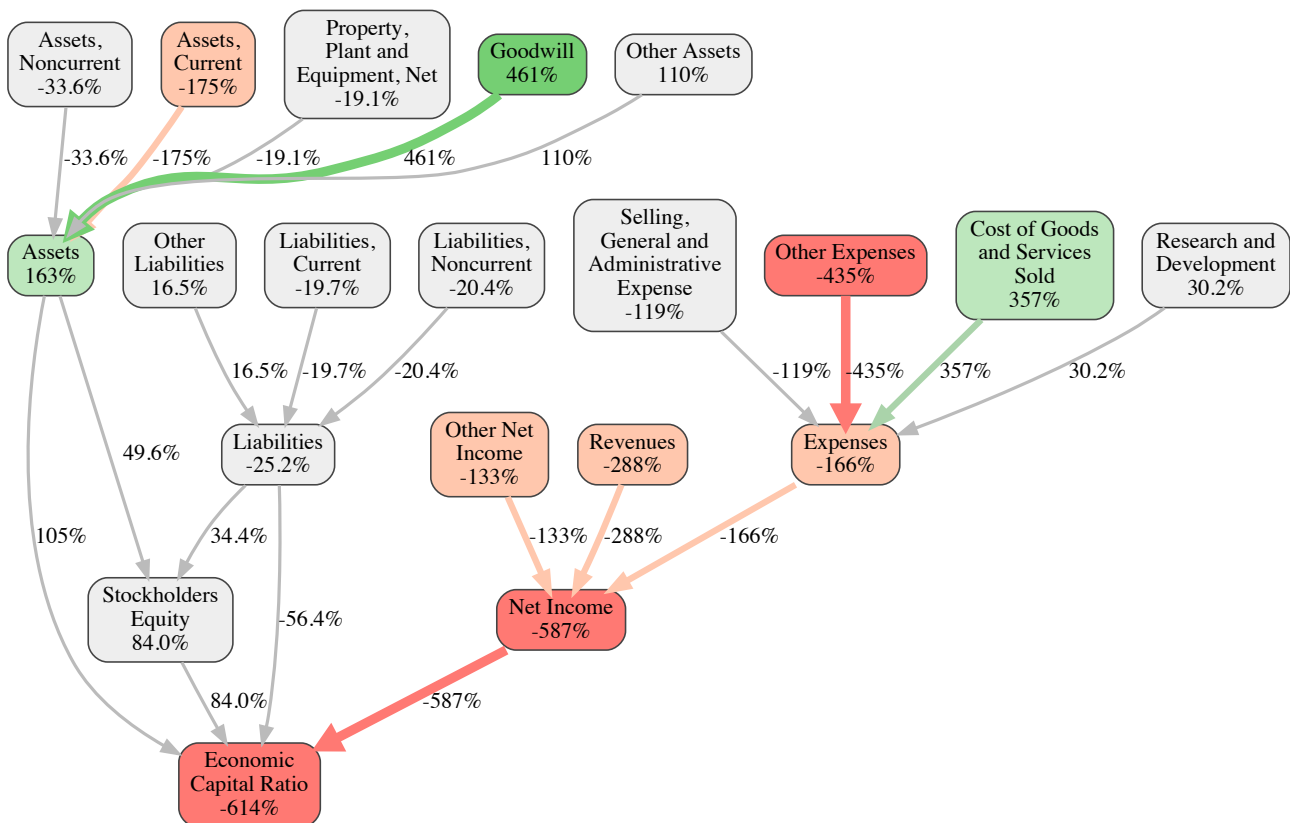 Assets,
Noncurrent
-33.6%
Assets,
Current
-175%
Property,
Plant and
Equipment, Net
-19.1%
Goodwill
461%
Other Assets
110%
-33.6%
-175%
-19.1%
461%
110%
Assets
163%
Other
Liabilities
16.5%
Liabilities,
Current
-19.7%
Liabilities,
Noncurrent
-20.4%
Selling,
General and
Administrative
Expense
-119%
Other Expenses
-435%
Cost of Goods
and Services
Sold
357%
Research and
Development
30.2%
16.5%
-19.7%
-20.4%
-119%
-435%
357%
30.2%
49.6%
Liabilities
-25.2%
Other Net
Income
-133%
Revenues
-288%
Expenses
-166%
105%
34.4%
-133%
-288%
-166%
Stockholders
Equity
84.0%
-56.4%
Net Income
-587%
84.0%
-587%
Economic
Capital Ratio
-614%